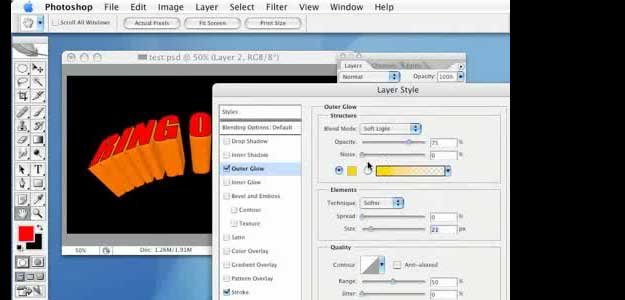 Photoshop File Edit Image Layer Select Filter View Window Help
Scroll All Windows Actual Pixels Fit Screen Print Size
test.psd @ 50% (Layer 2, RGB/8*)
Layers
Normal Opacity: 100%
Layer Style
RING O
Styles
Blending Options: Default
Drop Shadow
Inner Shadow
Outer Glow
Inner Glow
Bevel and Emboss
Contour
Texture
Satin
Color Overlay
Gradient Overlay
Pattern Overlay
Stroke
Outer Glow
Structure
Blend Mode: Soft Light
Opacity: 75
Noise: 0
Elements
Technique: Softer
Spread: 0
Size: 21 px
Quality
Contour: Anti-aliased
Range: 50
Jitter: 0
50% Doc: 1.26M/1.91M